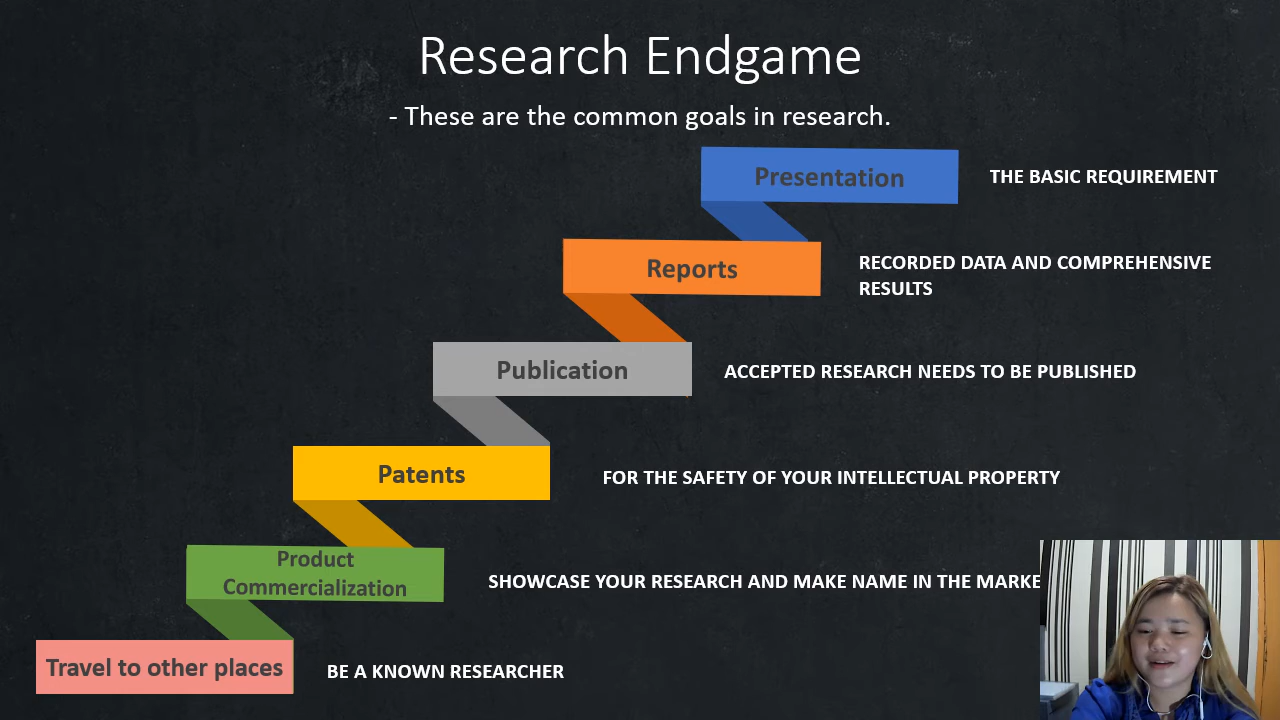 Research Endgame
- These are the common goals in research.
Presentation
THE BASIC REQUIREMENT
Reports
RECORDED DATA AND COMPREHENSIVE
RESULTS
Publication
ACCEPTED RESEARCH NEEDS TO BE PUBLISHED
Patents
FOR THE SAFETY OF YOUR INTELLECTUAL PROPERTY
Product
Commercialization
SHOWCASE YOUR RESEARCH AND MAKE NAME IN THE MARKE
Travel to other places
BE A KNOWN RESEARCHER